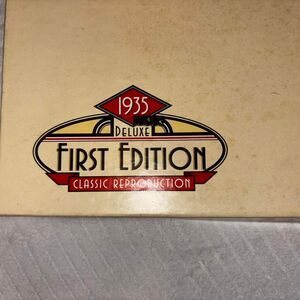 1935
DELUXE
FIRST EDITION
CLASSIC REPRODUCTION